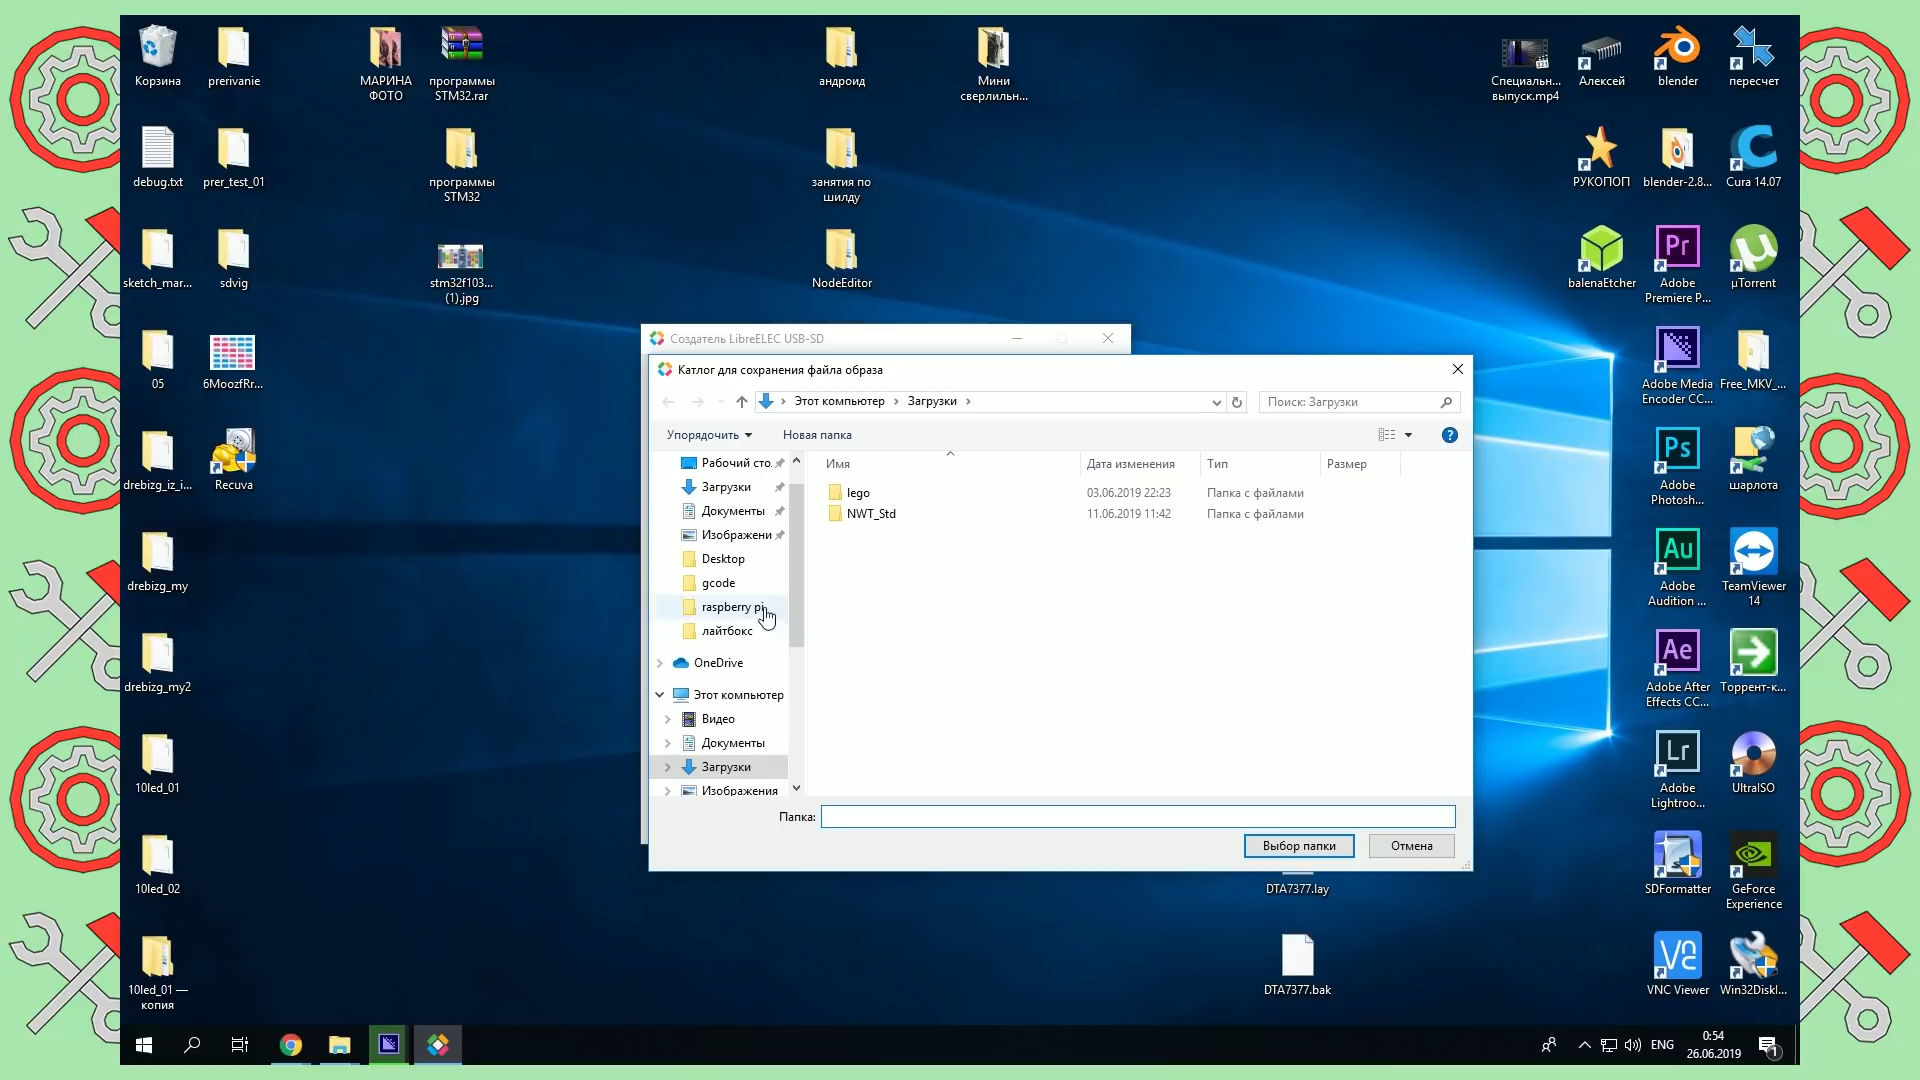 Корзина
prerivanie
МАРИНА
ФОТО
программы
STM32.rar
андроид
Мини
сверлильн...
Специальн...
выпуск.mp4
Алексей
blender
пересчет
debug.txt
prer_test_01
программы
STM32
занятия по
шилду
РУКОПОП
blender-2.8...
Cura 14.07
sketch_mar...
sdvig
stm32f103...
(1).jpg
NodeEditor
balenaEtcher
Adobe
Premiere P...
µTorrent
05
6MoozfRr...
Adobe Media
Encoder CC...
Free_MKV_...
drebizg_iz_i...
Recuva
Adobe
Photosh...
шарлота
drebizg_my
Adobe
Audition ...
TeamViewer
14
drebizg_my2
Adobe After
Effects CC...
Торрент-к...
10led_01
Adobe
Lightroo...
UltraISO
10led_02
DTA7377.lay
SDFormatter
GeForce
Experience
10led_01 —
копия
DTA7377.bak
VNC Viewer
Win32DiskI...
Pr
Ps
Au
Ae
Lr
Создатель LibreELEC USB-SD
Катлог для сохранения файла образа
Этот компьютер
Загрузки
Поиск: Загрузки
Упорядочить
Новая папка
Имя
Дата изменения
Тип
Размер
lego
03.06.2019 22:23
Папка с файлами
NWT_Std
11.06.2019 11:42
Папка с файлами
Рабочий сто.
Загрузки
Документы
Изображени
Desktop
gcode
raspberry pi
лайтбокс
OneDrive
Этот компьютер
Видео
Документы
Загрузки
Изображения
Папка:
Выбор папки
Отмена
ENG
0:54
26.06.2019
1